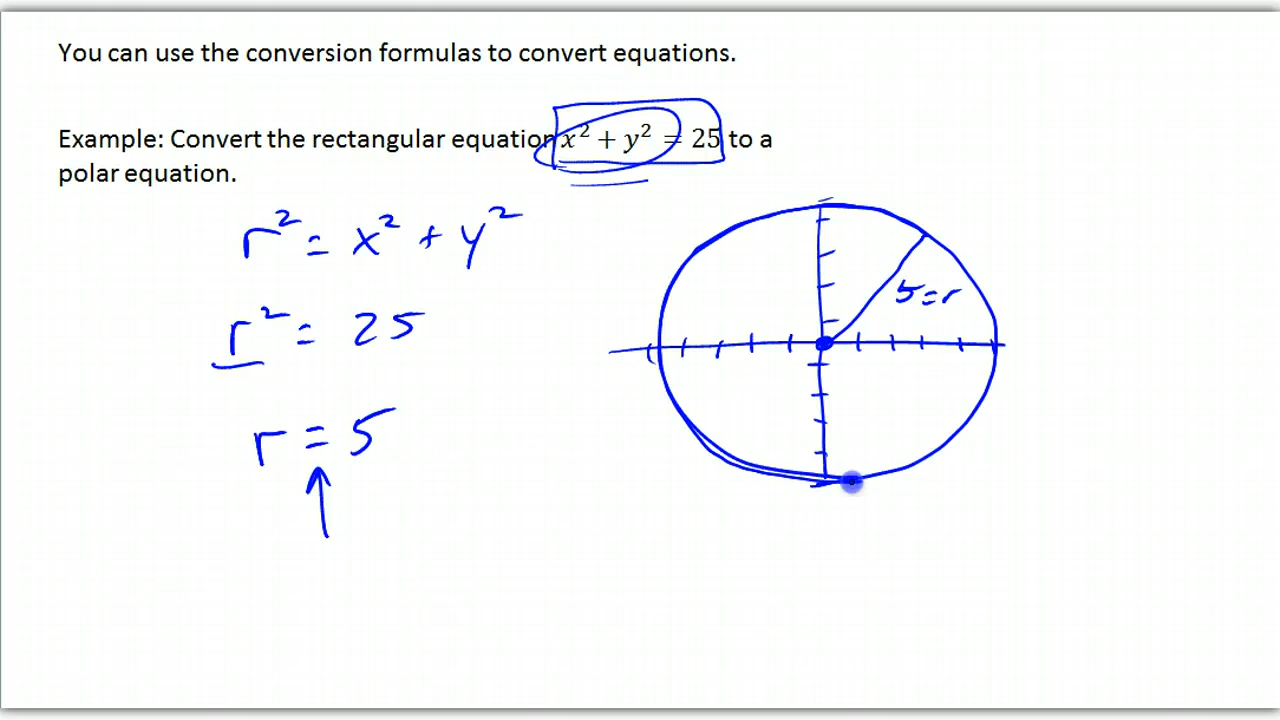 You can use the conversion formulas to convert equations.
Example: Convert the rectangular equation x² + y² = 25 to a
polar equation.
r² = x² + y²
r² = 25
r = 5
5 = r